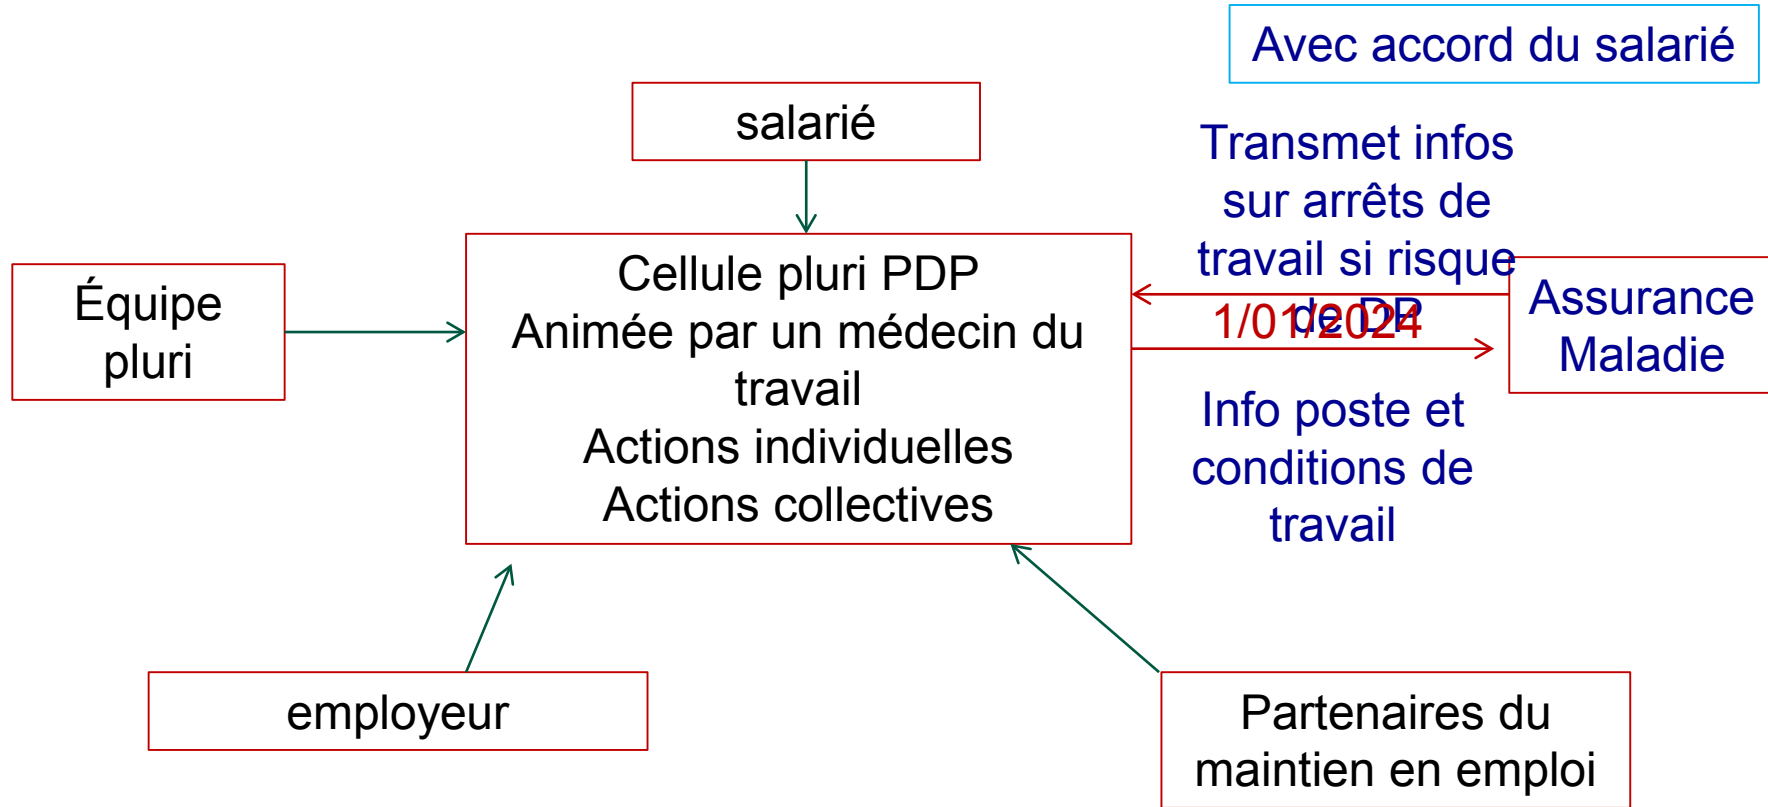 Avec accord du salarié
salarié
Transmet infos
sur arrêts de
travail si risque
de DP
1/01/2024
Équipe
pluri
Cellule pluri PDP
Animée par un médecin du
travail
Actions individuelles
Actions collectives
Assurance
Maladie
Info poste et
conditions de
travail
employeur
Partenaires du
maintien en emploi